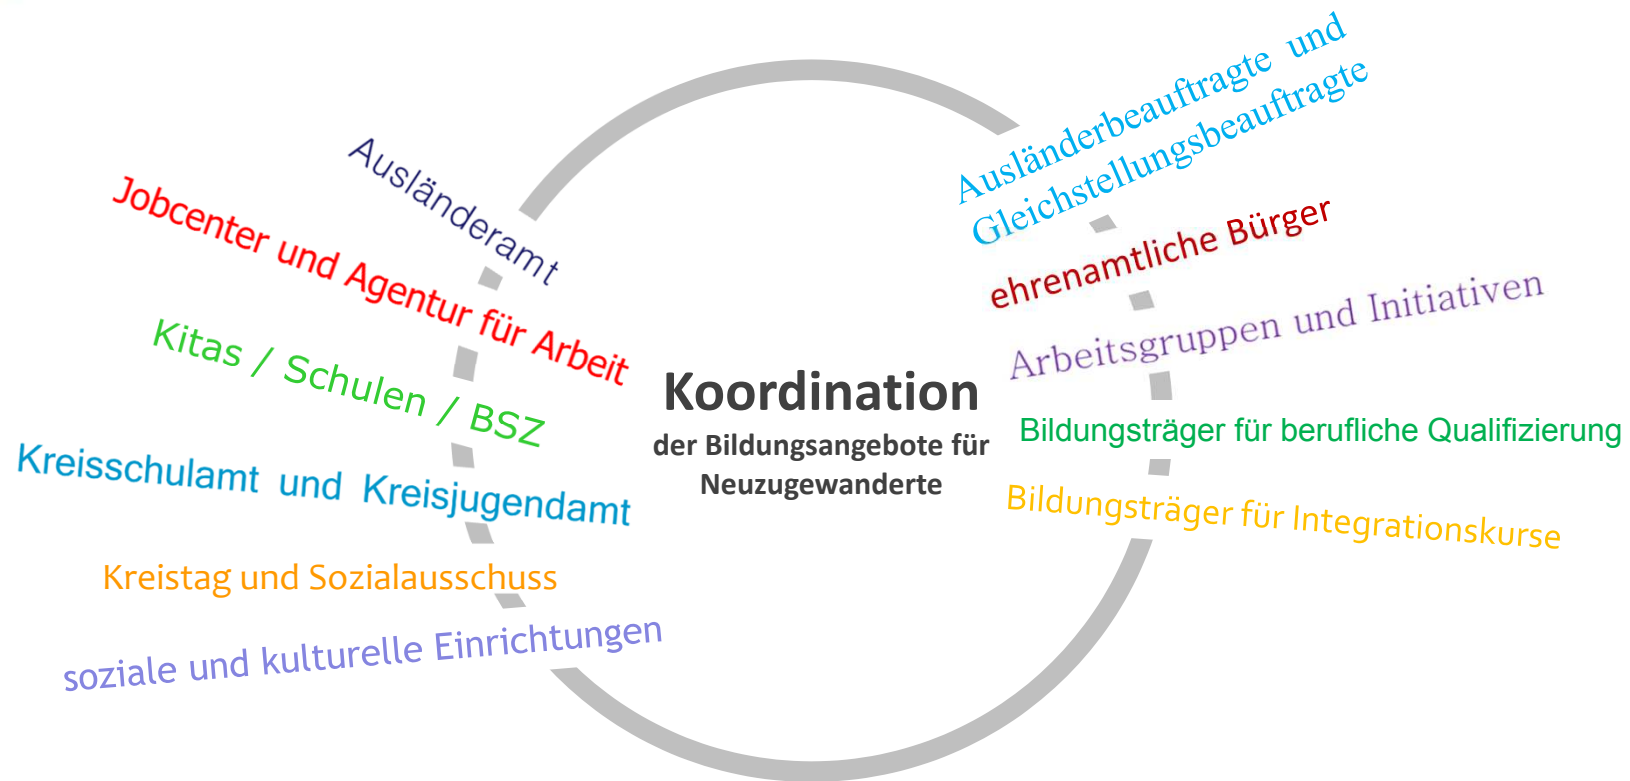 Ausländeramt
Jobcenter und Agentur für Arbeit
Kitas / Schulen / BSZ
Kreisschulamt und Kreisjugendamt
Kreistag und Sozialausschuss
soziale und kulturelle Einrichtungen
Koordination
der Bildungsangebote für
Neuzugewanderte
Ausländerbeauftragte und
Gleichstellungsbeauftragte
ehrenamtliche Bürger
Arbeitsgruppen und Initiativen
Bildungsträger für berufliche Qualifizierung
Bildungsträger für Integrationskurse